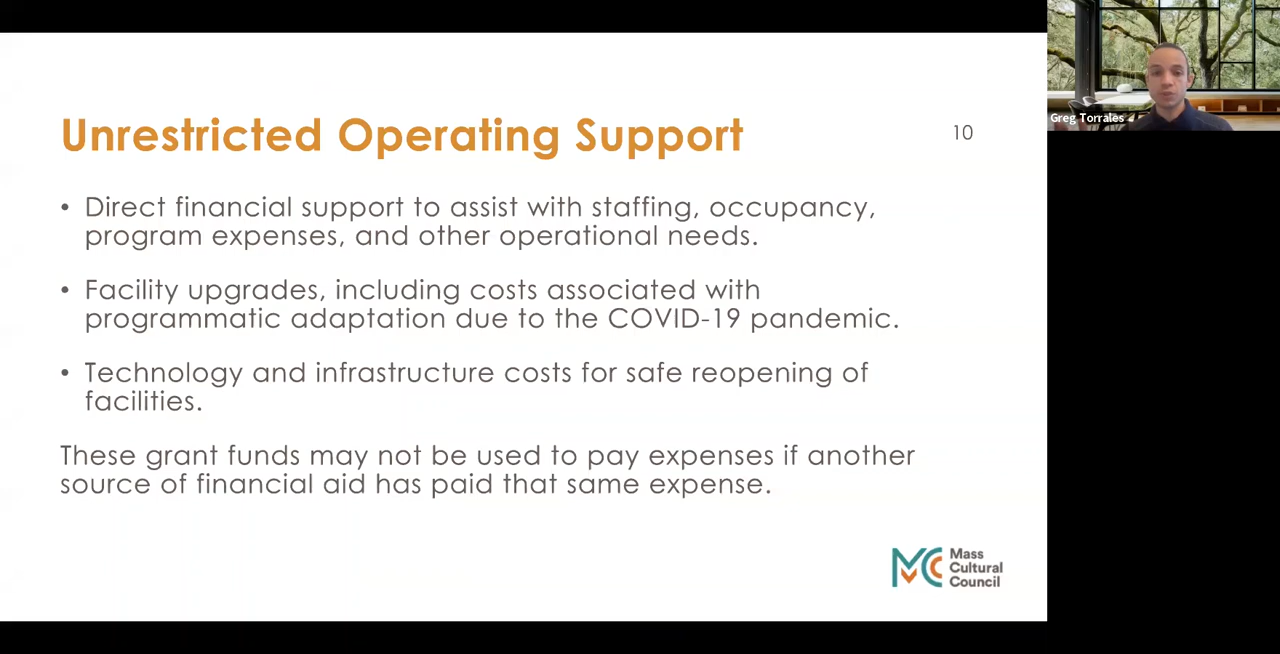 Unrestricted Operating Support
10
• Direct financial support to assist with staffing, occupancy,
program expenses, and other operational needs.
• Facility upgrades, including costs associated with
programmatic adaptation due to the COVID-19 pandemic.
• Technology and infrastructure costs for safe reopening of
facilities.
These grant funds may not be used to pay expenses if another
source of financial aid has paid that same expense.
MC
Mass
Cultural
Council
Greg Torrales